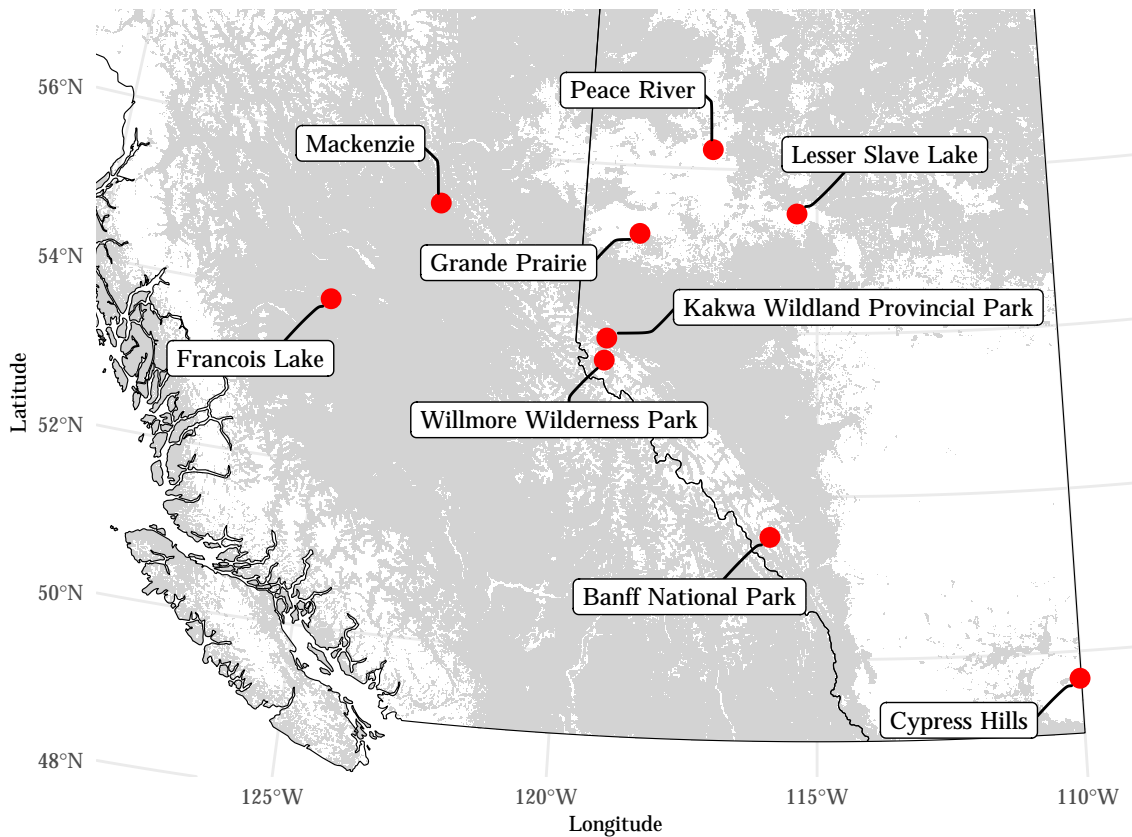 56°N
Peace River
Mackenzie
Lesser Slave Lake
54°N
Grande Prairie
Kakwa Wildland Provincial Park
Francois Lake
Latitude
52°N
Willmore Wilderness Park
50°N
Banff National Park
Cypress Hills
48°N
125°W
120°W
115°W
110°W
Longitude